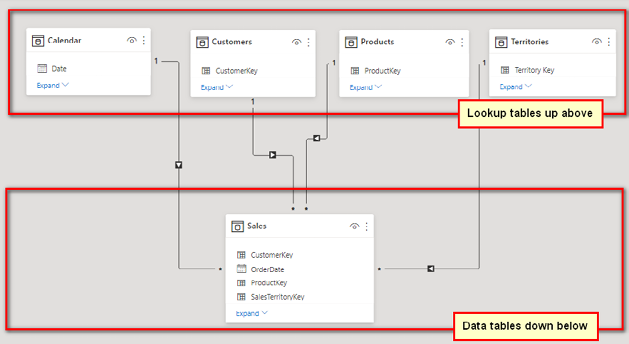 Calendar
Date
Expand
1
Customers
CustomerKey
Expand
1
Products
ProductKey
Expand
1
Territories
Territory Key
Expand
1
Lookup tables up above
Sales
CustomerKey
OrderDate
ProductKey
SalesTerritoryKey
Expand
*
*
*
*
Data tables down below